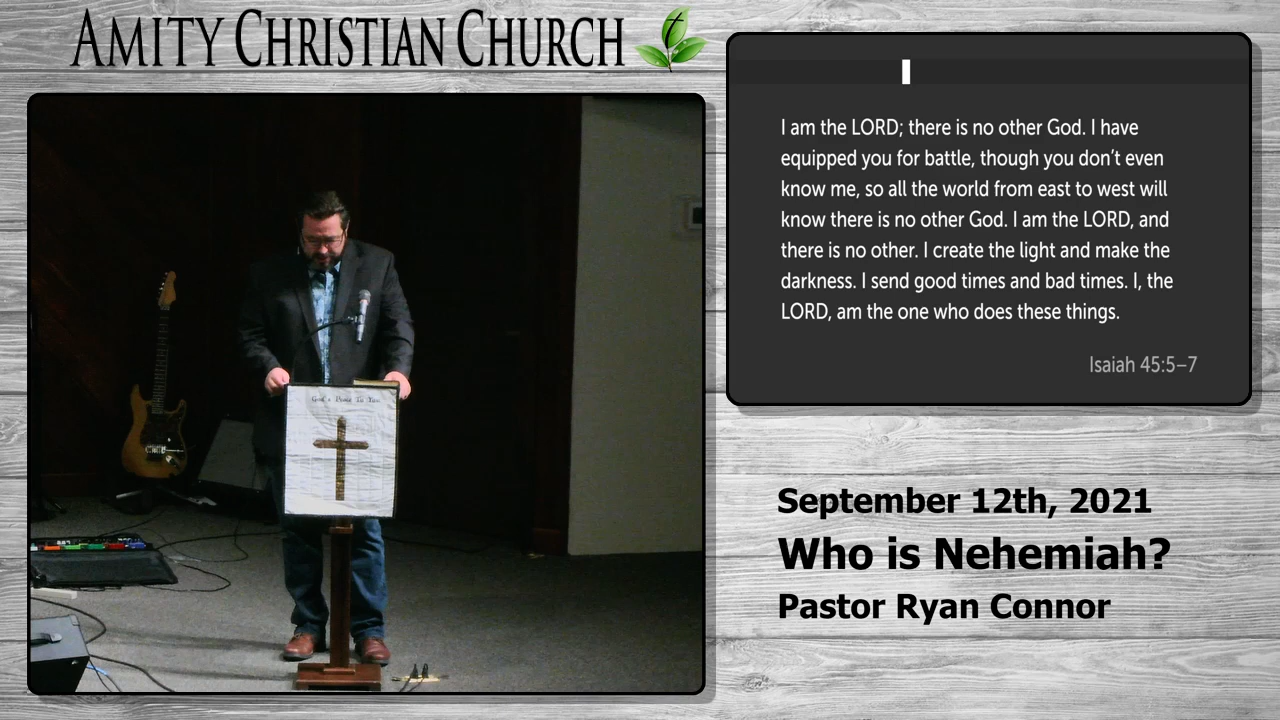 AMITY CHRISTIAN CHURCH
I am the LORD; there is no other God. I have
equipped you for battle, though you don’t even
know me, so all the world from east to west will
know there is no other God. I am the LORD, and
there is no other. I create the light and make the
darkness. I send good times and bad times. I, the
LORD, am the one who does these things.
Isaiah 45:5–7
God's Peace To You
September 12th, 2021
Who is Nehemiah?
Pastor Ryan Connor